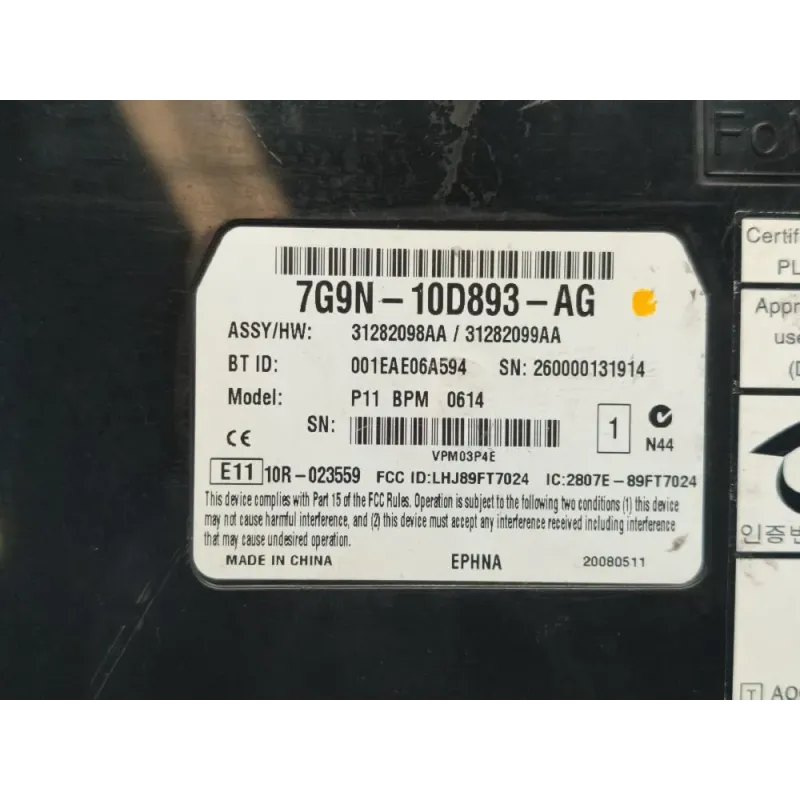 7G9N-10D893-AG
ASSY/HW: 31282098AA / 31282099AA
BT ID: 001EAE06A594 SN: 260000131914
Model: P11 BPM 0614
SN:
1
N44
VPM03P4E
CE
E11 10R-023559 FCC ID:LHJ89FT7024 IC:2807E-89FT7024
This device complies with Part 15 of the FCC Rules. Operation is subject to the following two conditions (1) this device
may not cause harmful interference, and (2) this device must accept any interference received including interference
that may cause undesired operation.
MADE IN CHINA EPHNA 20080511
Certif
PL
Appr
use
인증번
T